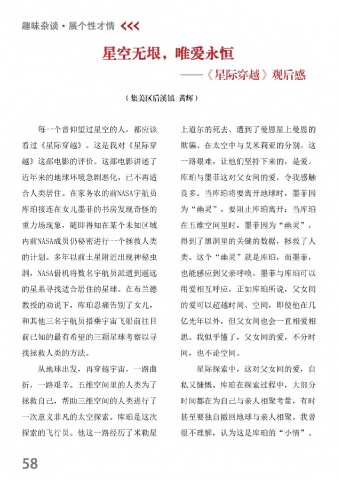 趣味杂谈·展个性才情 <<<
星空无垠，唯爱永恒
——《星际穿越》观后感
（集美区后溪镇 黄辉）
每一个曾仰望过星空的人，都应该
看过《星际穿越》。这是我对《星际穿
越》这部电影的评价。这部电影讲述了
近年来的地球环境急剧恶化，已不再适
合人类居住。在家务农的前NASA宇航员
库珀接连在女儿墨菲的书房发现奇怪的
重力场现象，随即得知在某个未知区域
内前NASA成员仍秘密进行一个拯救人类
的计划。多年以前土星附近出现神秘虫
洞，NASA借机将数名宇航员派遣到遥远
的星系寻找适合居住的星球。在布兰德
教授的劝说下，库珀忍痛告别了女儿，
和其他三名宇航员搭乘宇宙飞船前往目
前已知的最有希望的三颗星球考察以寻
找拯救人类的方法。
从地球出发，再穿越宇宙，一路曲
折，一路艰辛。五维空间里的人类为了
拯救自己，帮助三维空间的人类进行了
一次意义非凡的太空探索。库珀是这次
探索的飞行员。他这一路经历了米勒星
上道尔的死去、遭到了曼恩星上曼恩的
欺骗、在太空中与艾米莉亚的分别。这
一路艰难，让他们坚持下来的，是爱。
库珀与墨菲这对父女间的爱，令我感触
良多。当库珀将要离开地球时，墨菲因
为“幽灵”，要阻止库珀离开；当库珀
在五维空间里时，墨菲因为“幽灵”，
得到了黑洞里的关键的数据，拯救了人
类。这个“幽灵”就是库珀，而墨菲，
也能感应到父亲呼唤。墨菲与库珀可以
用爱相互呼应，正如库珀所说，父女间
的爱可以超越时间、空间，即使他在几
亿光年以外，但父女间也会一直相爱相
思。我似乎懂了，父女间的爱，不分时
间，也不论空间。
星际探索中，这对父女间的爱，自
私又慷慨。库珀在探索过程中，大部分
时间都在为自己与亲人相聚考量，有时
甚至要独自撤回地球与亲人相聚。我曾
很不理解，认为这是库珀的“小情”。
58